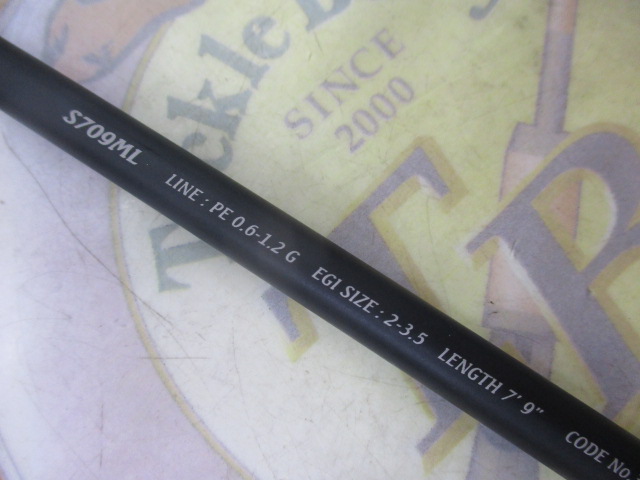 Tackle
SINCE
2000
S709ML LINE : PE 0.6-1.2 G EGI SIZE : 2-3.5 LENGTH 7' 9" CODE No.